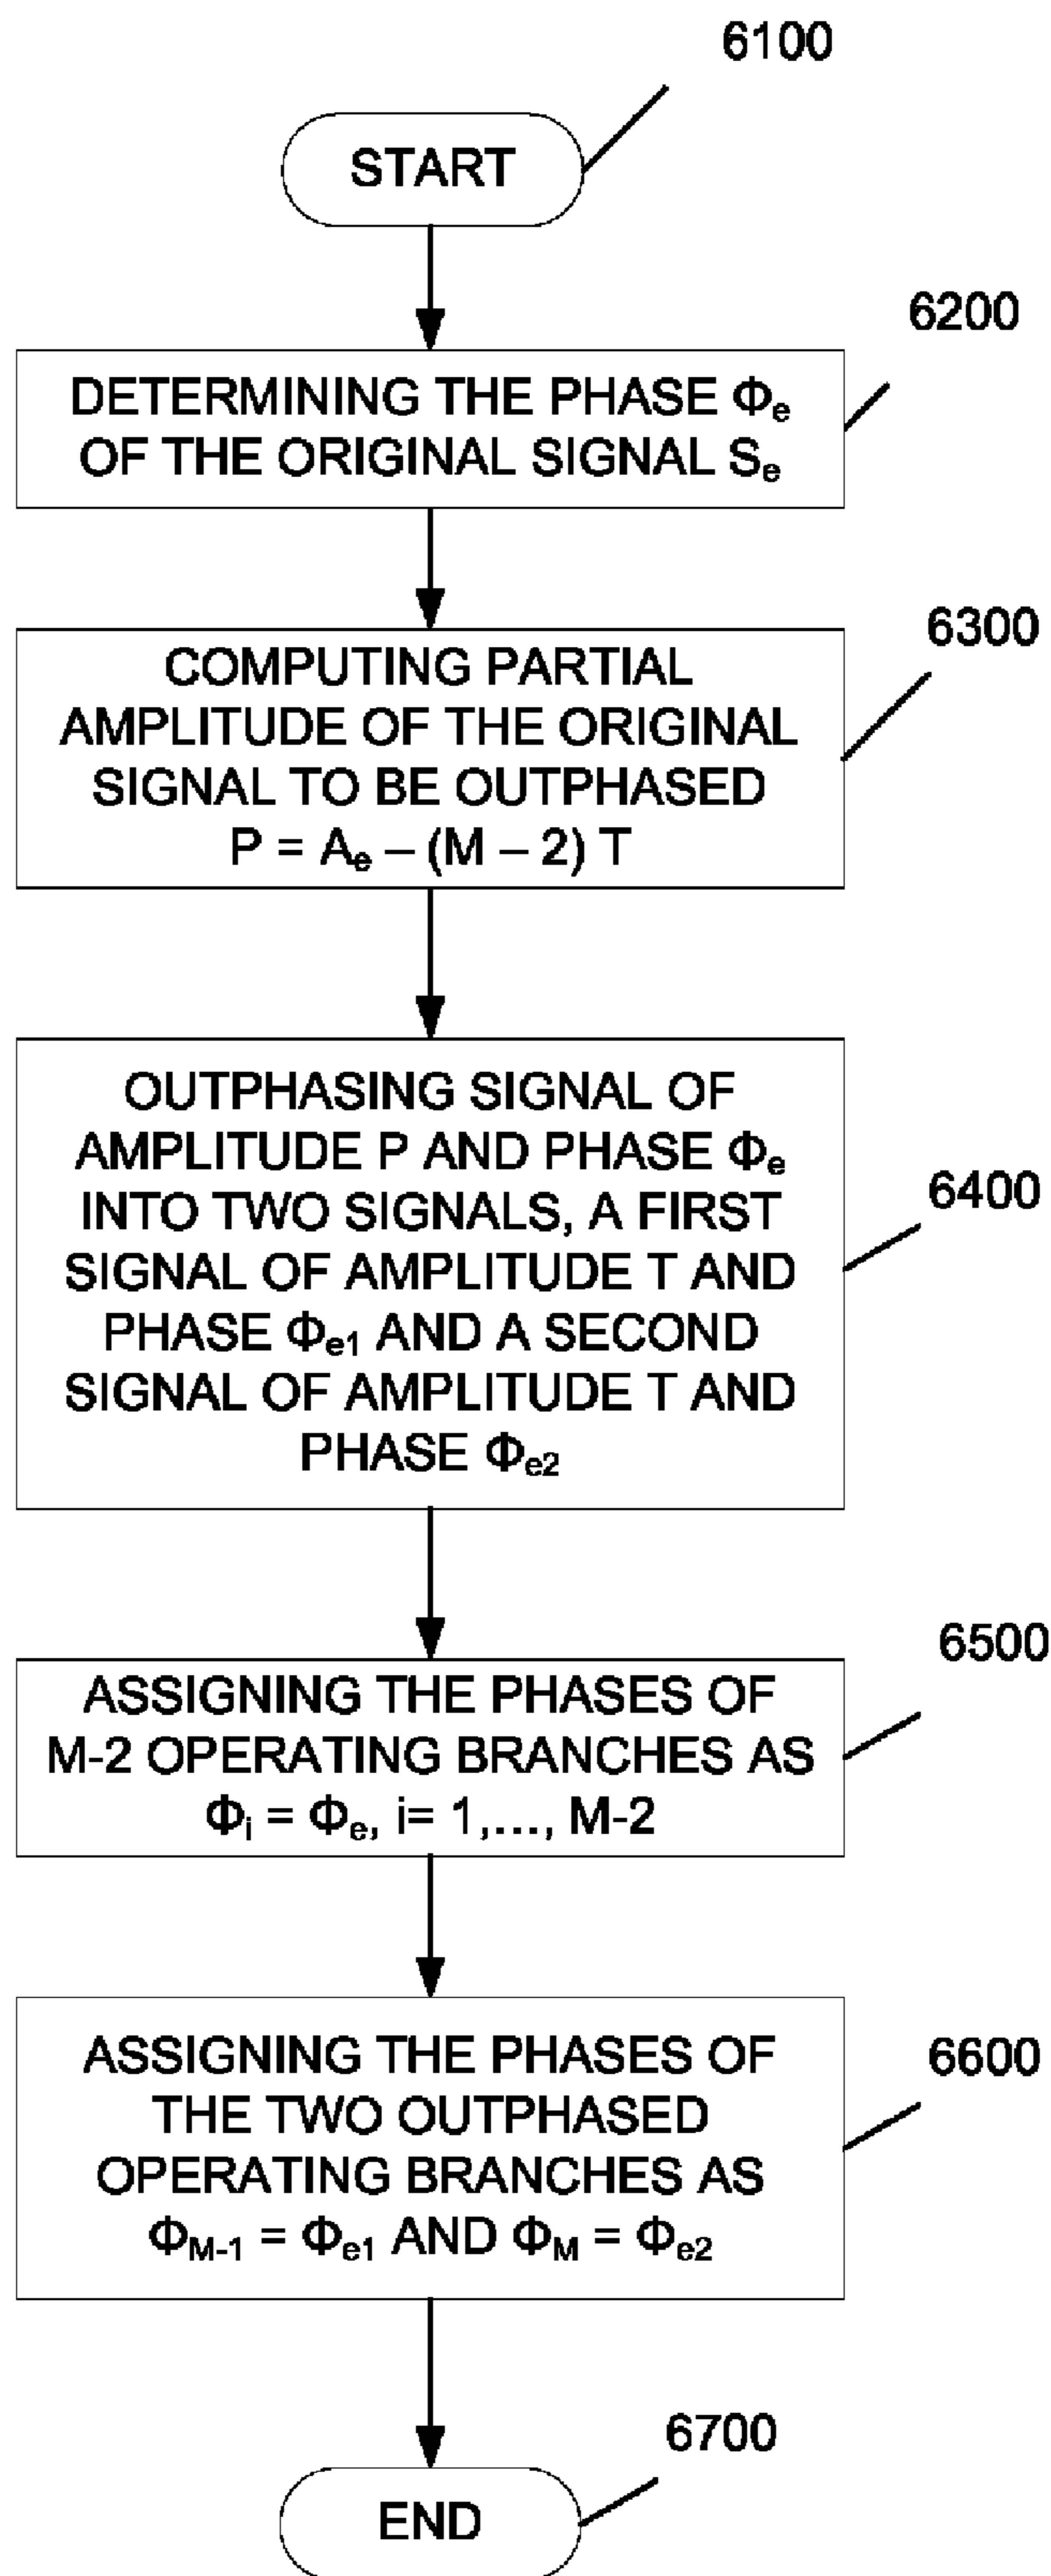 6100
START
6200
DETERMINING THE PHASE Φe
OF THE ORIGINAL SIGNAL Se
6300
COMPUTING PARTIAL
AMPLITUDE OF THE ORIGINAL
SIGNAL TO BE OUTPHASED
P = Ae – (M – 2) T
OUTPHASING SIGNAL OF
AMPLITUDE P AND PHASE Φe
6400
INTO TWO SIGNALS, A FIRST
SIGNAL OF AMPLITUDE T AND
PHASE Φe1 AND A SECOND
SIGNAL OF AMPLITUDE T AND
PHASE Φe2
6500
ASSIGNING THE PHASES OF
M-2 OPERATING BRANCHES AS
Φi = Φe, i= 1,..., M-2
6600
ASSIGNING THE PHASES OF
THE TWO OUTPHASED
OPERATING BRANCHES AS
ΦM-1 = Φe1 AND ΦM = Φe2
6700
END